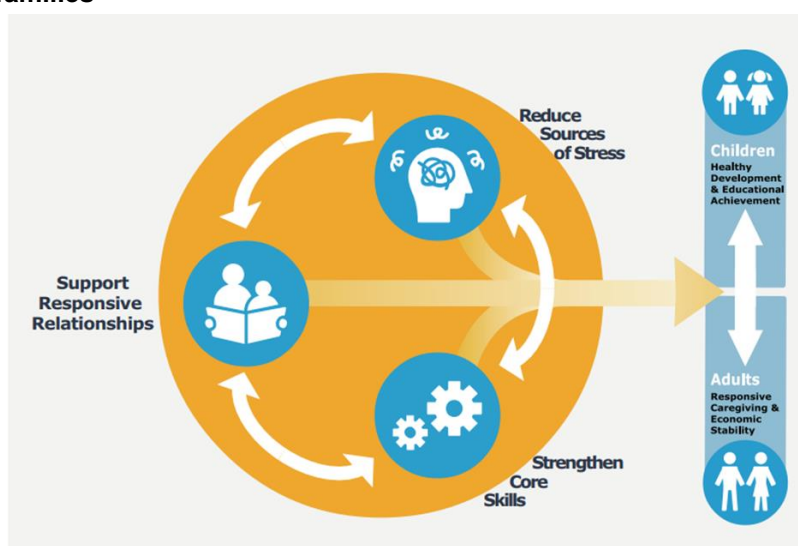 Reduce
Sources
of Stress
Support
Responsive
Relationships
Strengthen
Core
Skills
Children
Healthy
Development
& Educational
Achievement
Adults
Responsive
Caregiving &
Economic
Stability